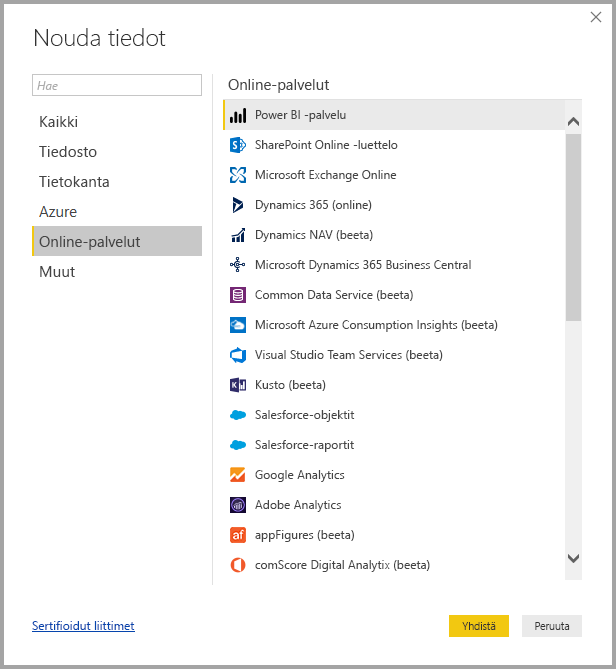 Nouda tiedot
Hae
Kaikki
Tiedosto
Tietokanta
Azure
Online-palvelut
Muut
Online-palvelut
Power BI -palvelu
SharePoint Online -luettelo
Microsoft Exchange Online
Dynamics 365 (online)
Dynamics NAV (beeta)
Microsoft Dynamics 365 Business Central
Common Data Service (beeta)
Microsoft Azure Consumption Insights (beeta)
Visual Studio Team Services (beeta)
Kusto (beeta)
Salesforce-objektit
Salesforce-raportit
Google Analytics
Adobe Analytics
appFigures (beeta)
comScore Digital Analytix (beeta)
Sertifioidut liittimet
Yhdistä
Peruuta